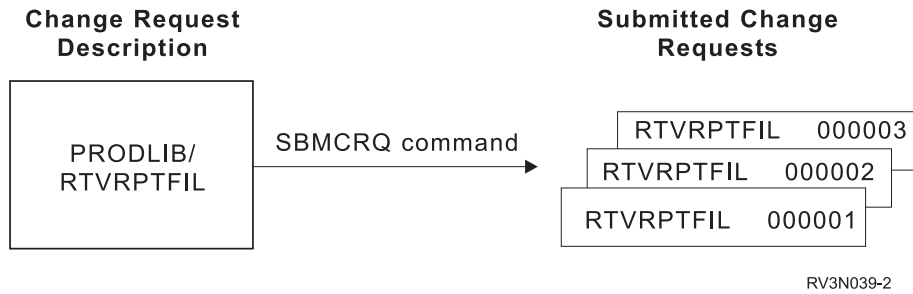 Change Request
Description
Submitted Change
Requests
PRODLIB/
RTVRPTFIL
SBMCRQ command
RTVRPTFIL 000003
RTVRPTFIL 000002
RTVRPTFIL 000001
RV3N039-2